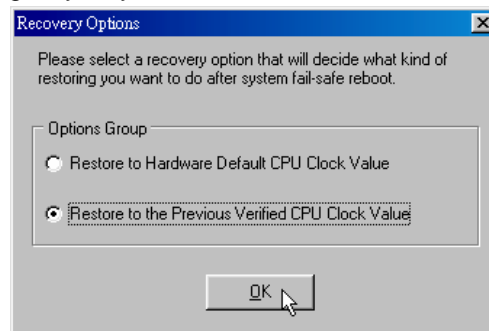 Recovery Options
Please select a recovery option that will decide what kind of
restoring you want to do after system fail-safe reboot.
Options Group
Restore to Hardware Default CPU Clock Value
Restore to the Previous Verified CPU Clock Value
OK